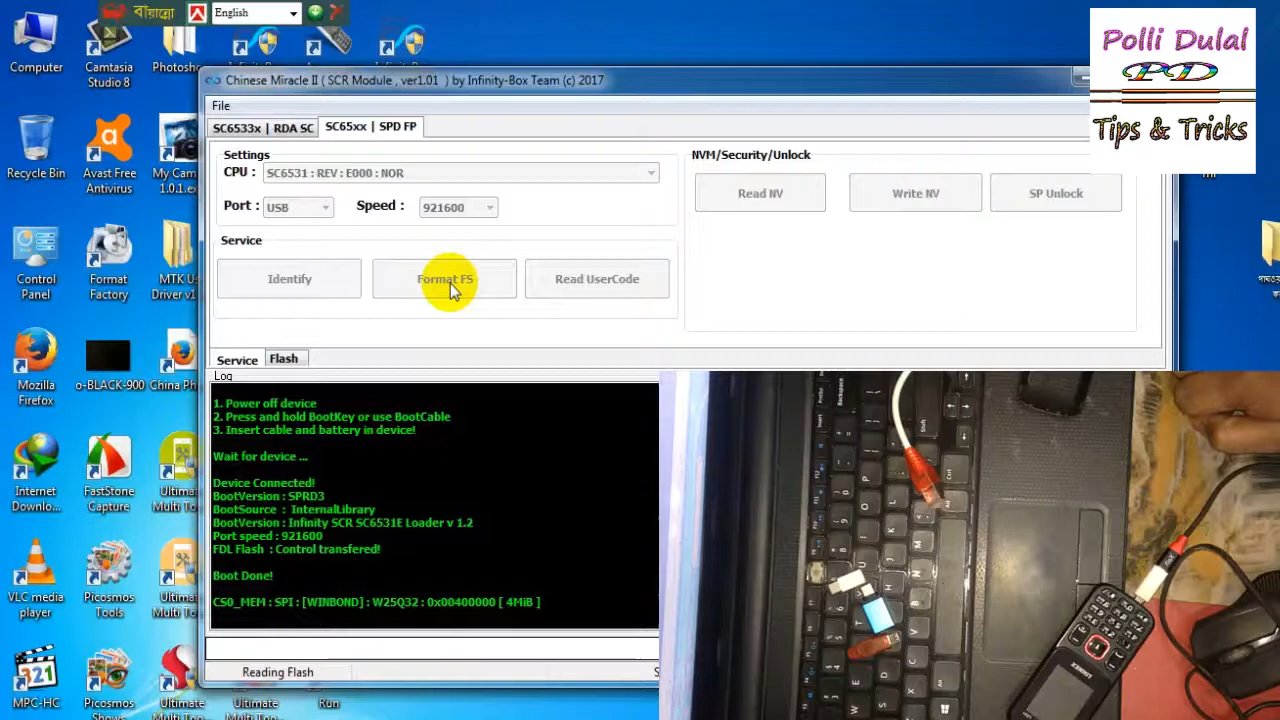 বাঁয়ান্নো
English
Polli Dulal
PD
Tips & Tricks
Computer
Camtasia
Studio 8
Photosh
Recycle Bin
Avast Free
Antivirus
My Cam
1.0.1.
Control
Panel
Format
Factory
MTK U
Driver v1
Mozilla
Firefox
o-BLACK-900
China Ph
Internet
Downlo...
FastStone
Capture
Ultimate
Multi To
VLC media
player
Picosmos
Tools
Ultima
Multi To
MPC-HC
Picosmos
Shows
Ultimate
Multi Too
Ultimate
Multi Too
Run
Chinese Miracle II ( SCR Module , ver1.01 ) by Infinity-Box Team (c) 2017
File
SC6533x | RDA SC
SC65xx | SPD FP
Settings
CPU :
SC6531 : REV : E000 : NOR
Port :
USB
Speed :
921600
Service
Identify
Format FS
Read UserCode
NVM/Security/Unlock
Read NV
Write NV
SP Unlock
Service
Flash
Log
1. Power off device
2. Press and hold BootKey or use BootCable
3. Insert cable and battery in device!
Wait for device ...
Device Connected!
BootVersion : SPRD3
BootSource : InternalLibrary
BootVersion : Infinity SCR SC6531E Loader v 1.2
Port speed : 921600
FDL Flash : Control transfered!
Boot Done!
CS0_MEM : SPI : [WINBOND] : W25Q32 : 0x00400000 [ 4MiB ]
Reading Flash
S